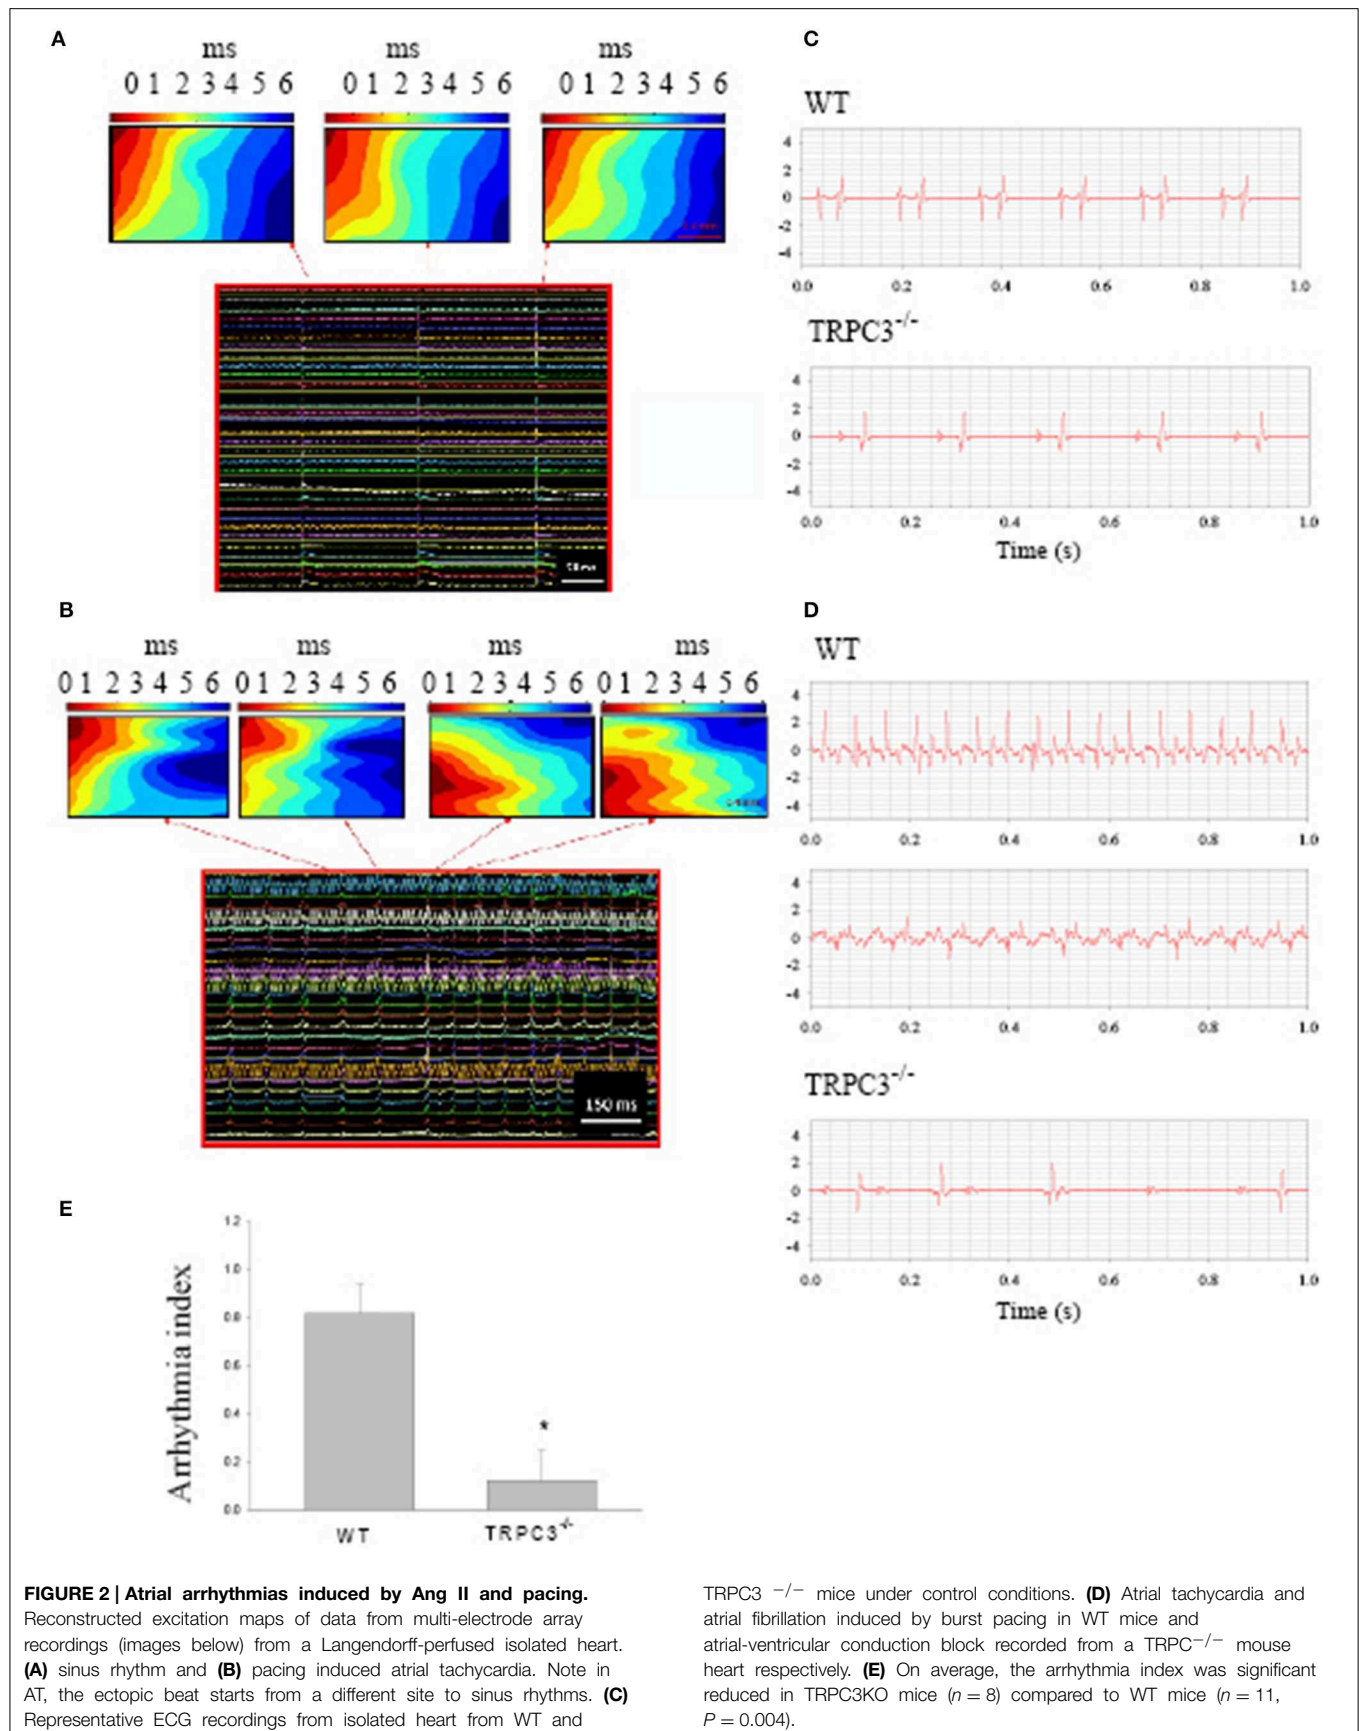 A
ms
0 1 2 3 4 5 6
ms
0 1 2 3 4 5 6
ms
0 1 2 3 4 5 6
B
ms
0 1 2 3 4 5 6
ms
0 1 2 3 4 5 6
ms
0 1 2 3 4 5 6
ms
0 1 2 3 4 5 6
150 ms
C
WT
4
2
0
-2
-4
0.0 0.2 0.4 0.6 0.8 1.0
TRPC3-/-
4
2
0
-2
-4
0.0 0.2 0.4 0.6 0.8 1.0
Time (s)
D
WT
4
2
0
-2
-4
0.0 0.2 0.4 0.6 0.8 1.0
4
2
0
-2
-4
0.0 0.2 0.4 0.6 0.8 1.0
TRPC3-/-
4
2
0
-2
-4
0.0 0.2 0.4 0.6 0.8 1.0
Time (s)
E
Arrhythmia index
1.2
1.0
0.8
0.6
0.4
0.2
0.0
*
WT
TRPC3-/-
FIGURE 2 | Atrial arrhythmias induced by Ang II and pacing.
Reconstructed excitation maps of data from multi-electrode array
recordings (images below) from a Langendorff-perfused isolated heart.
(A) sinus rhythm and (B) pacing induced atrial tachycardia. Note in
AT, the ectopic beat starts from a different site to sinus rhythms. (C)
Representative ECG recordings from isolated heart from WT and
TRPC3 −/− mice under control conditions. (D) Atrial tachycardia and
atrial fibrillation induced by burst pacing in WT mice and
atrial-ventricular conduction block recorded from a TRPC−/− mouse
heart respectively. (E) On average, the arrhythmia index was significant
reduced in TRPC3KO mice (n = 8) compared to WT mice (n = 11,
P = 0.004).